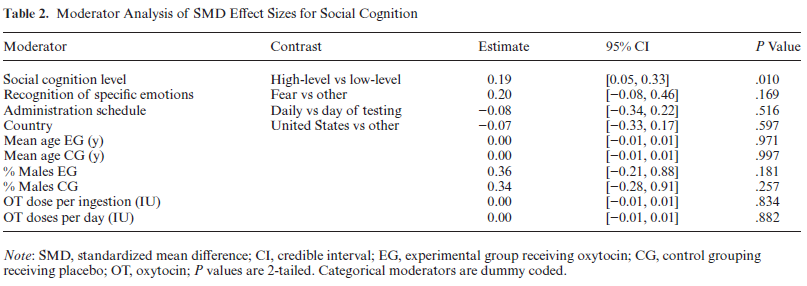 Table 2. Moderator Analysis of SMD Effect Sizes for Social Cognition
Moderator Contrast Estimate 95% CI P Value
Social cognition level High-level vs low-level 0.19 [0.05, 0.33] .010
Recognition of specific emotions Fear vs other 0.20 [−0.08, 0.46] .169
Administration schedule Daily vs day of testing −0.08 [−0.34, 0.22] .516
Country United States vs other −0.07 [−0.33, 0.17] .597
Mean age EG (y) 0.00 [−0.01, 0.01] .971
Mean age CG (y) 0.00 [−0.01, 0.01] .997
% Males EG 0.36 [−0.21, 0.88] .181
% Males CG 0.34 [−0.28, 0.91] .257
OT dose per ingestion (IU) 0.00 [−0.01, 0.01] .834
OT doses per day (IU) 0.00 [−0.01, 0.01] .882
Note: SMD, standardized mean difference; CI, credible interval; EG, experimental group receiving oxytocin; CG, control grouping
receiving placebo; OT, oxytocin; P values are 2-tailed. Categorical moderators are dummy coded.